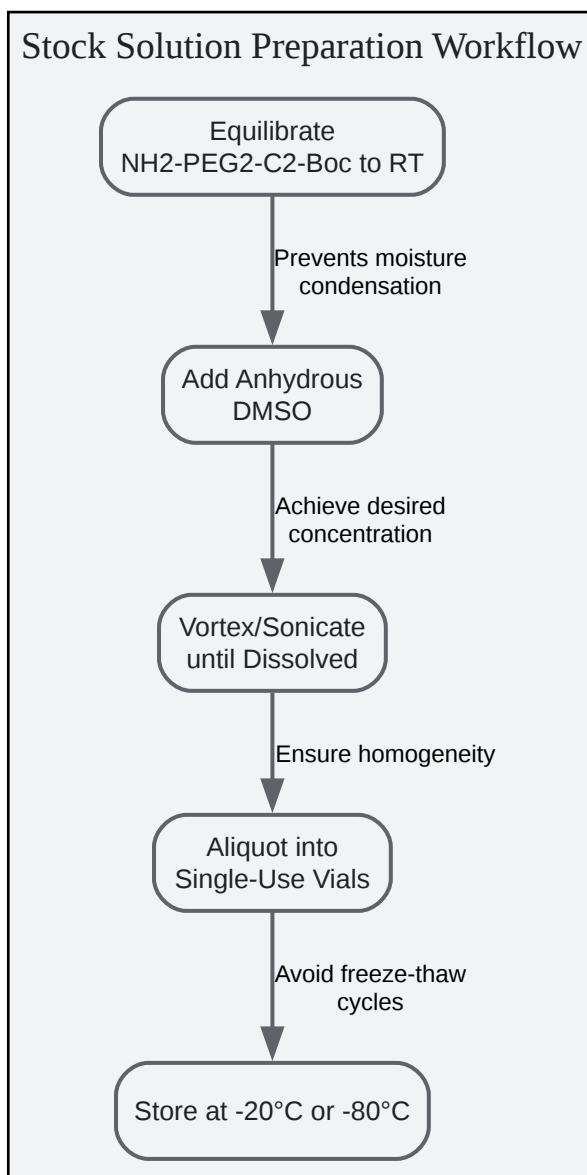 Stock Solution Preparation Workflow
Equilibrate
NH2-PEG2-C2-Boc to RT
Prevents moisture
condensation
Add Anhydrous
DMSO
Achieve desired
concentration
Vortex/Sonicate
until Dissolved
Ensure homogeneity
Aliquot into
Single-Use Vials
Avoid freeze-thaw
cycles
Store at -20°C or -80°C